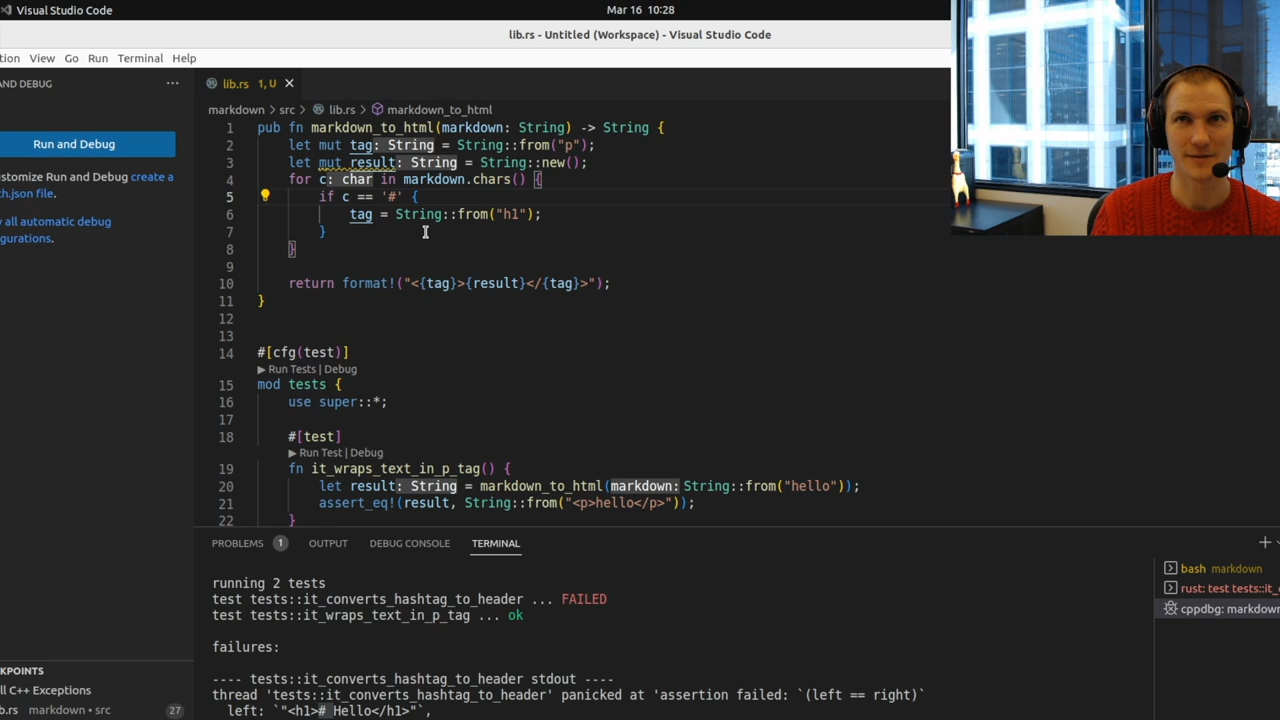 Visual Studio Code
Mar 16 10:28
lib.rs - Untitled (Workspace) - Visual Studio Code
tion View Go Run Terminal Help
AND DEBUG ···
lib.rs 1, U
markdown > src > lib.rs > markdown_to_html
Run and Debug
ustomize Run and Debug create a
ch.json file.
w all automatic debug
gurations.
1 pub fn markdown_to_html(markdown: String) -> String {
2 let mut tag: String = String::from("p");
3 let mut result: String = String::new();
4 for c: char in markdown.chars() {
5 if c == '#' {
6 tag = String::from("h1");
7 }
8 }
9
10 return format!("<{tag}>{result}</{tag}>");
11 }
12
13
14 #[cfg(test)]
▶ Run Tests | Debug
15 mod tests {
16 use super::*;
17
18 #[test]
▶ Run Test | Debug
19 fn it_wraps_text_in_p_tag() {
20 let result: String = markdown_to_html(markdown: String::from("hello"));
21 assert_eq!(result, String::from("<p>hello</p>"));
22 }
PROBLEMS 1 OUTPUT DEBUG CONSOLE TERMINAL
running 2 tests
test tests::it_converts_hashtag_to_header ... FAILED
test tests::it_wraps_text_in_p_tag ... ok
failures:
---- tests::it_converts_hashtag_to_header stdout ----
thread 'tests::it_converts_hashtag_to_header' panicked at 'assertion failed: `(left == right)`
left: `"<h1># Hello</h1>"`,
bash markdown
rust: test tests::it_c
cppdbg: markdown
KPOINTS
ll C++ Exceptions
b.rs markdown • src 27